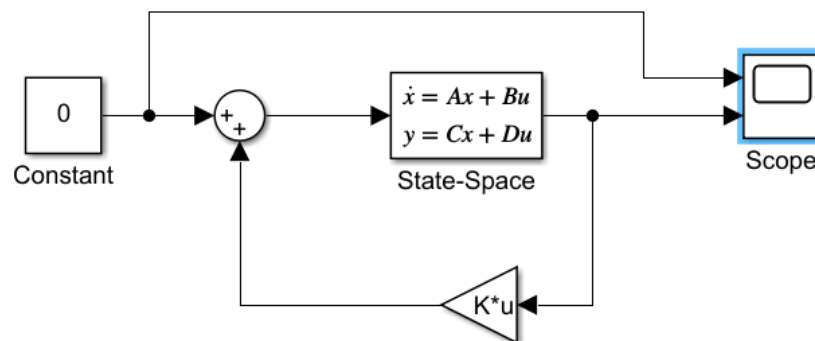 0
Constant
++
ẋ = Ax + Bu
y = Cx + Du
State-Space
Scope
K*u